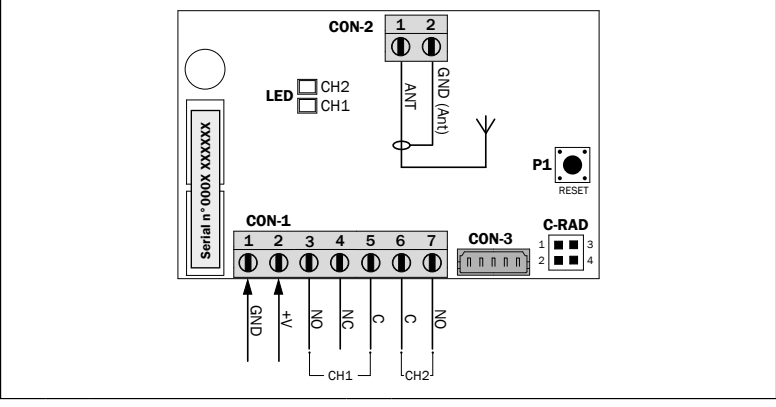 CON-2
1 2
LED
CH2
CH1
ANT
GND (Ant)
P1
RESET
Serial n°000X XXXXXX
CON-1
1 2 3 4 5 6 7
CON-3
C-RAD
1 3
2 4
GND
+V
NO
NC
C
C
NO
CH1
CH2